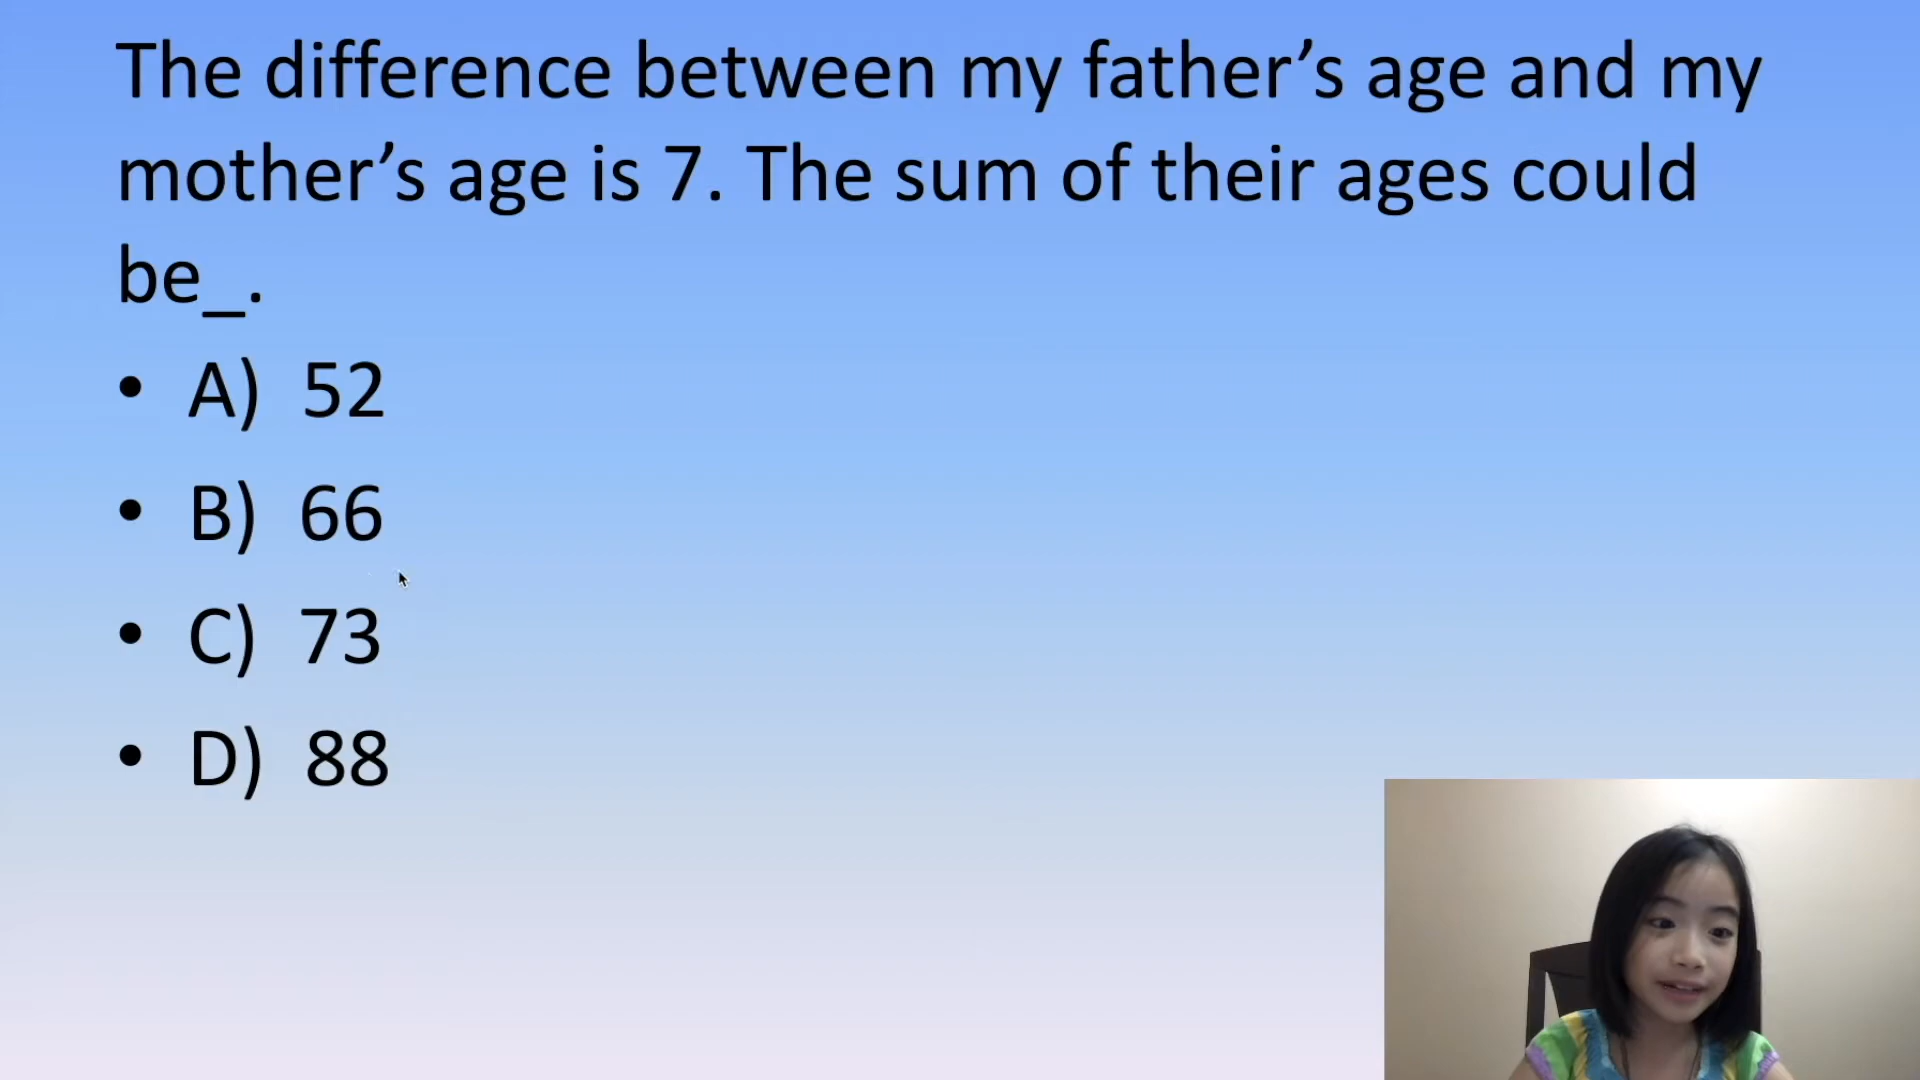 The difference between my father’s age and my
mother’s age is 7. The sum of their ages could
be_.
• A) 52
• B) 66
• C) 73
• D) 88